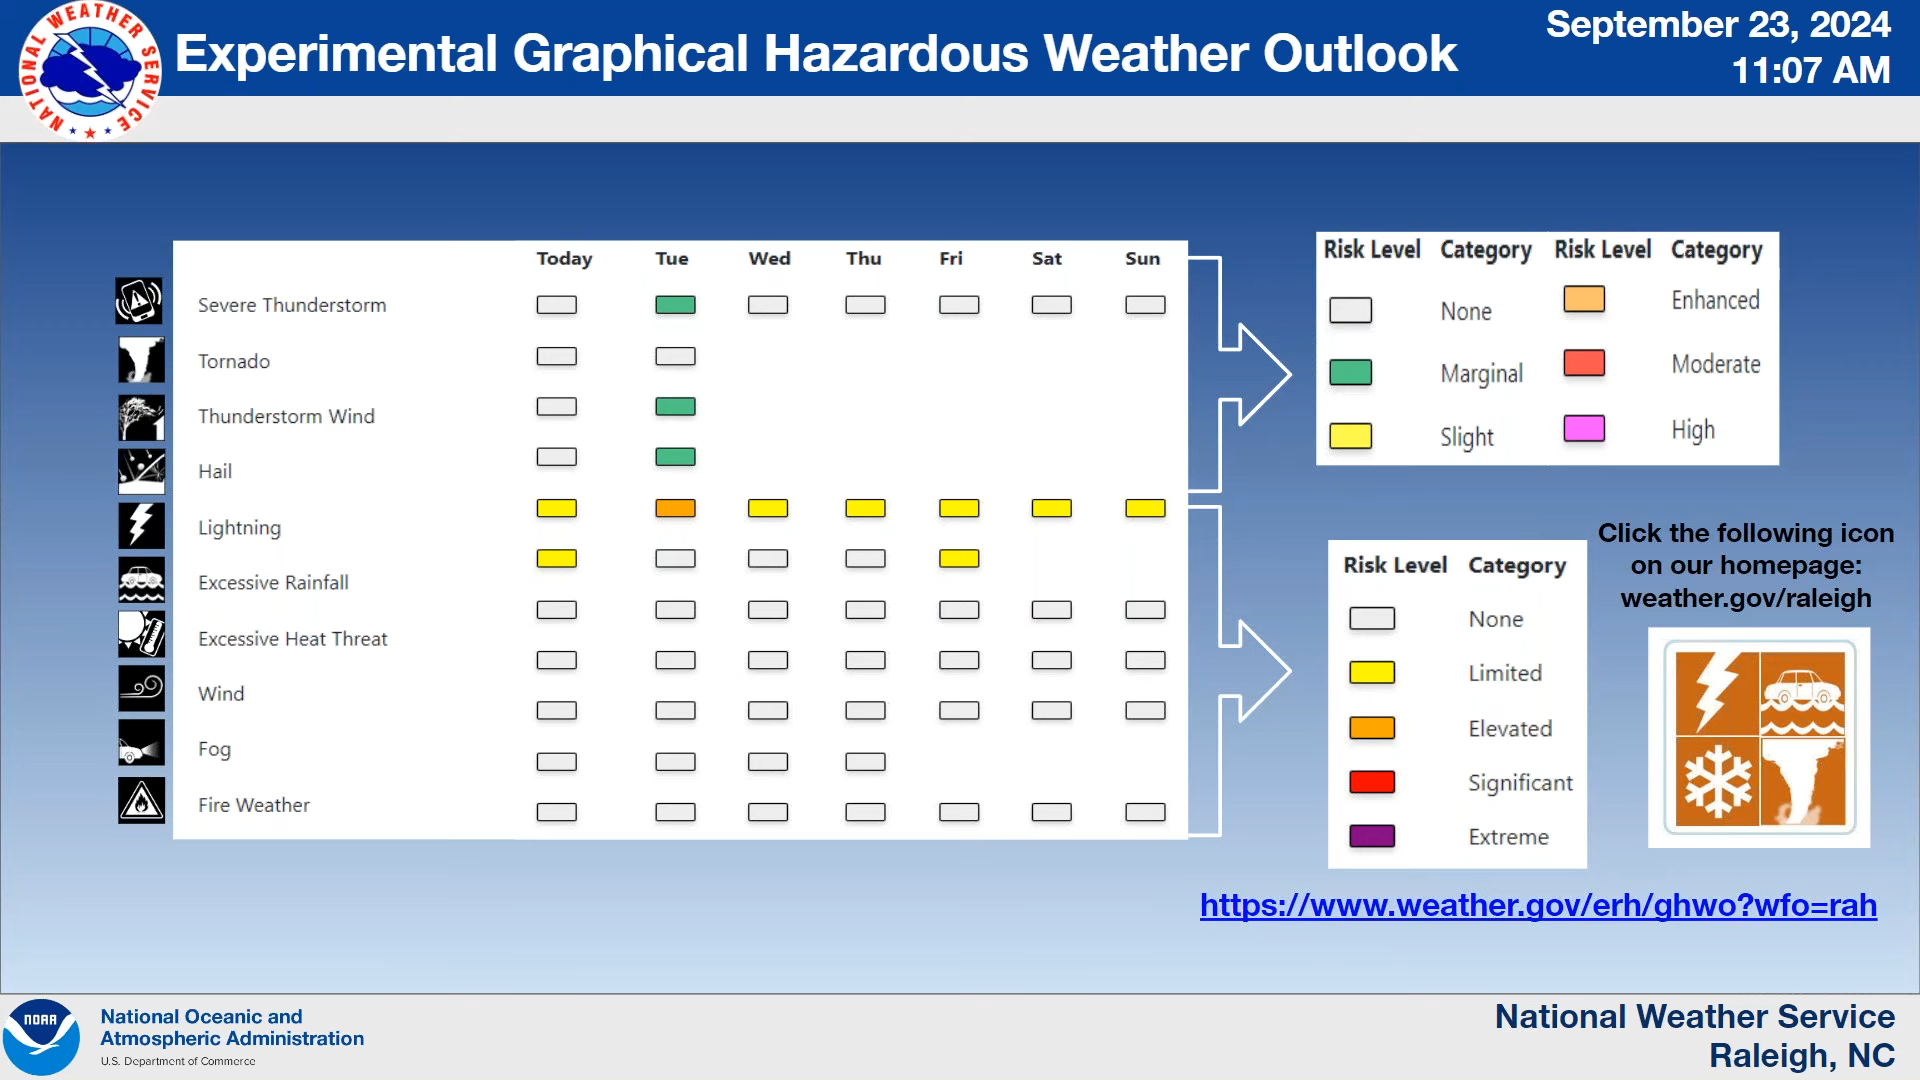 NATIONAL WEATHER SERVICE
Experimental Graphical Hazardous Weather Outlook
September 23, 2024
11:07 AM
Today Tue Wed Thu Fri Sat Sun
Severe Thunderstorm
Tornado
Thunderstorm Wind
Hail
Lightning
Excessive Rainfall
Excessive Heat Threat
Wind
Fog
Fire Weather
Risk Level Category Risk Level Category
None Enhanced
Marginal Moderate
Slight High
Risk Level Category
None
Limited
Elevated
Significant
Extreme
Click the following icon
on our homepage:
weather.gov/raleigh
https://www.weather.gov/erh/ghwo?wfo=rah
NOAA
National Oceanic and
Atmospheric Administration
U.S. Department of Commerce
National Weather Service
Raleigh, NC